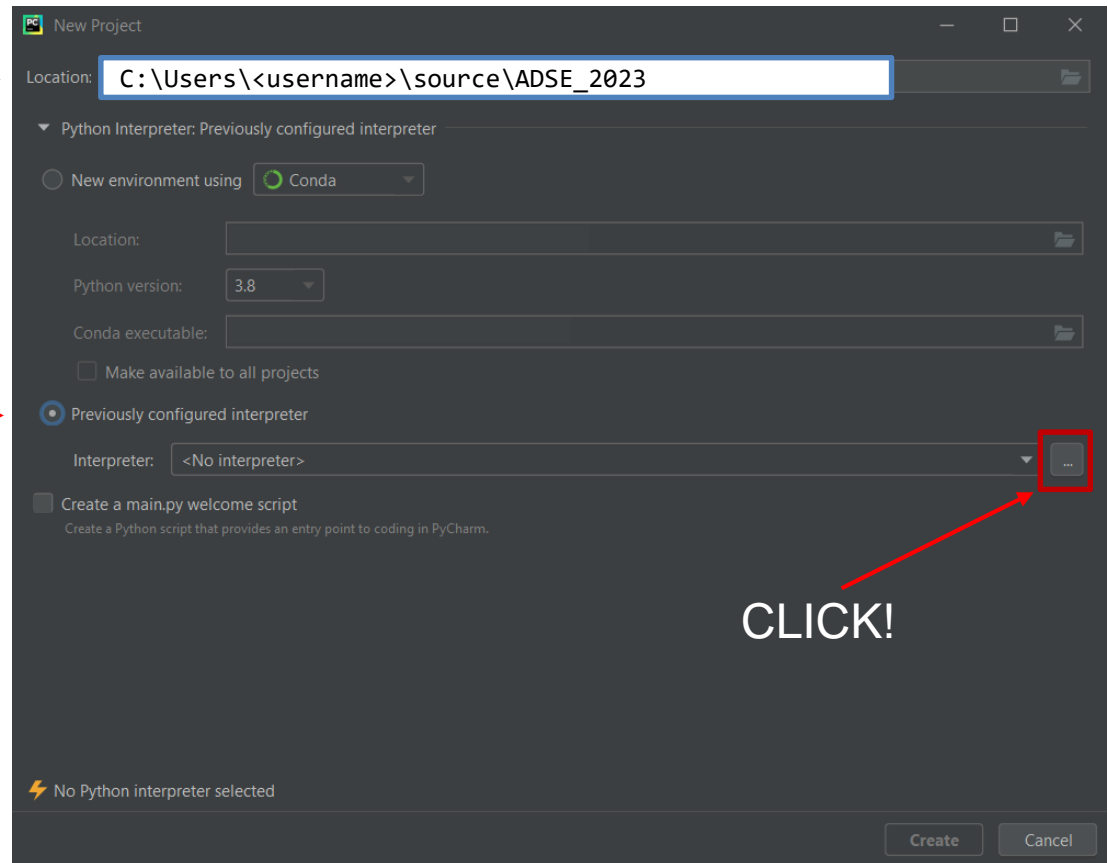 PC New Project
Location: C:\Users\<username>\source\ADSE_2023
Python Interpreter: Previously configured interpreter
New environment using Conda
Location:
Python version: 3.8
Conda executable:
Make available to all projects
Previously configured interpreter
Interpreter: <No interpreter> ...
Create a main.py welcome script
Create a Python script that provides an entry point to coding in PyCharm.
CLICK!
No Python interpreter selected
Create Cancel